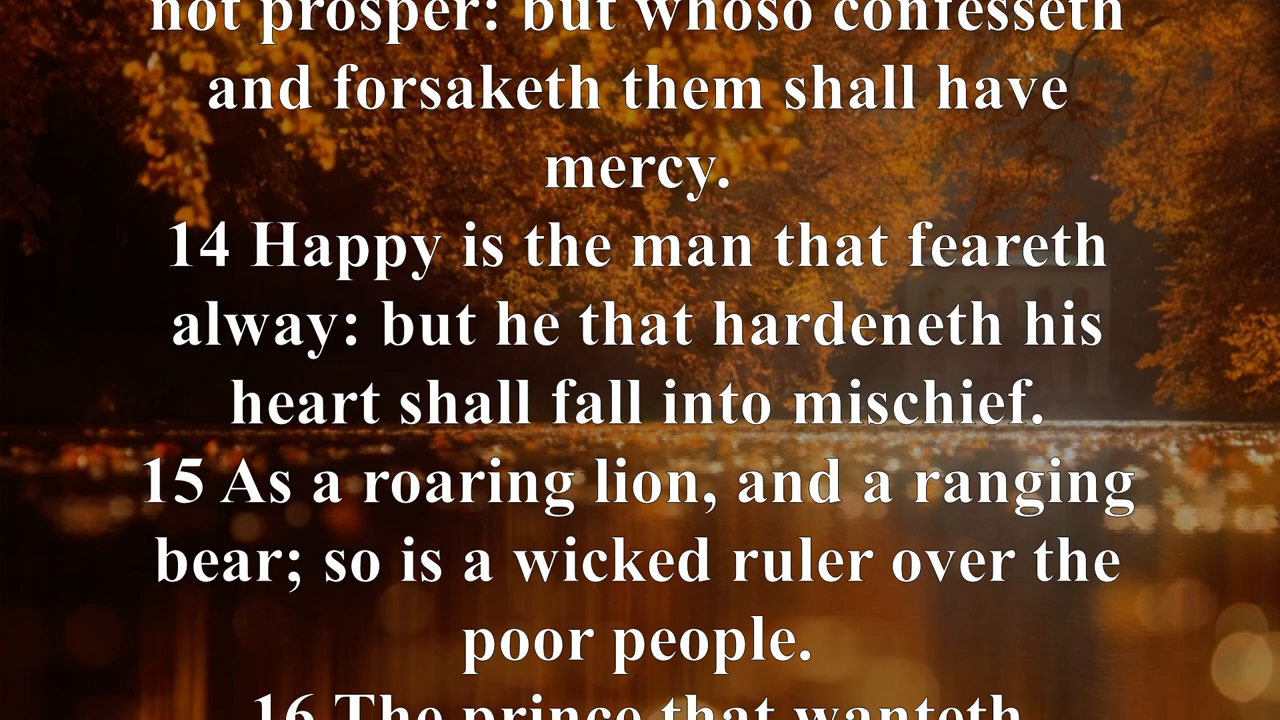 not prosper: but whoso confesseth
and forsaketh them shall have
mercy.
14 Happy is the man that feareth
alway: but he that hardeneth his
heart shall fall into mischief.
15 As a roaring lion, and a ranging
bear; so is a wicked ruler over the
poor people.
16 The prince that wanteth